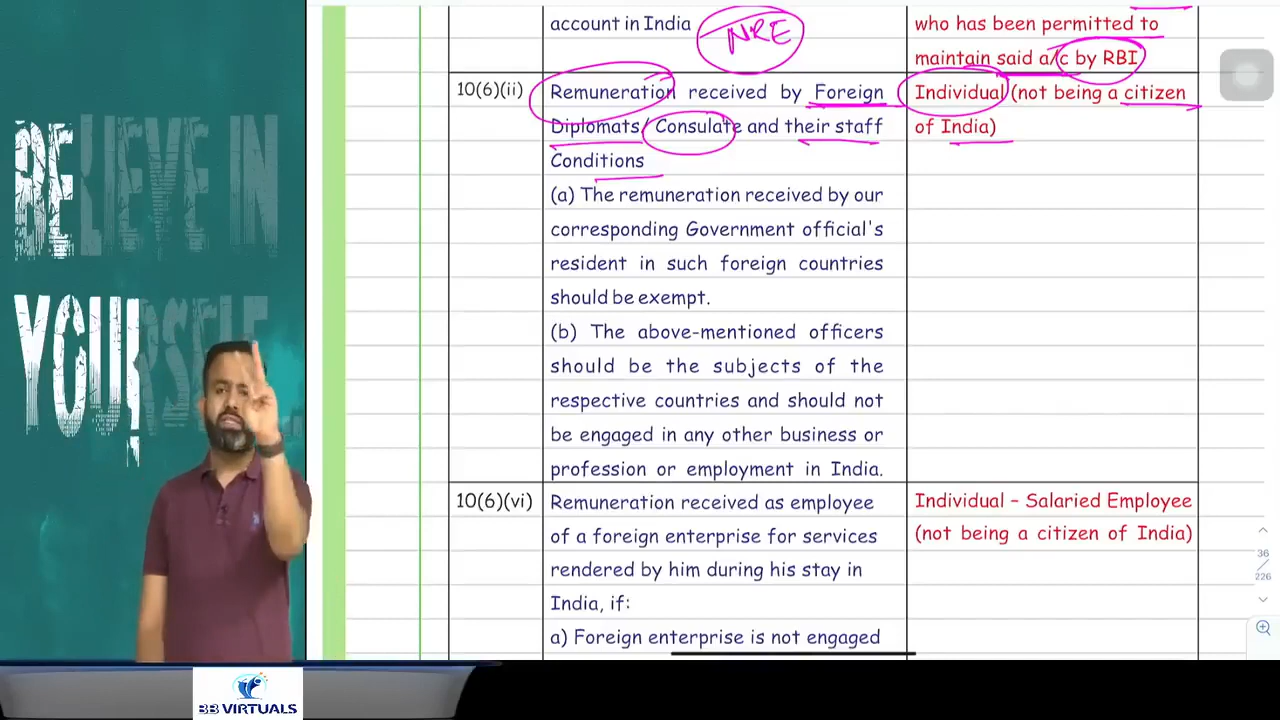 BELIEVE IN
YOURSELF...
account in India
NRE
who has been permitted to
maintain said a/c by RBI
10(6)(ii)
Remuneration received by Foreign
Diplomats/ Consulate and their staff
Conditions
(a) The remuneration received by our
corresponding Government official's
resident in such foreign countries
should be exempt.
(b) The above-mentioned officers
should be the subjects of the
respective countries and should not
be engaged in any other business or
profession or employment in India.
Individual (not being a citizen
of India)
10(6)(vi)
Remuneration received as employee
of a foreign enterprise for services
rendered by him during his stay in
India, if:
a) Foreign enterprise is not engaged
Individual – Salaried Employee
(not being a citizen of India)
36
226
BB VIRTUALS